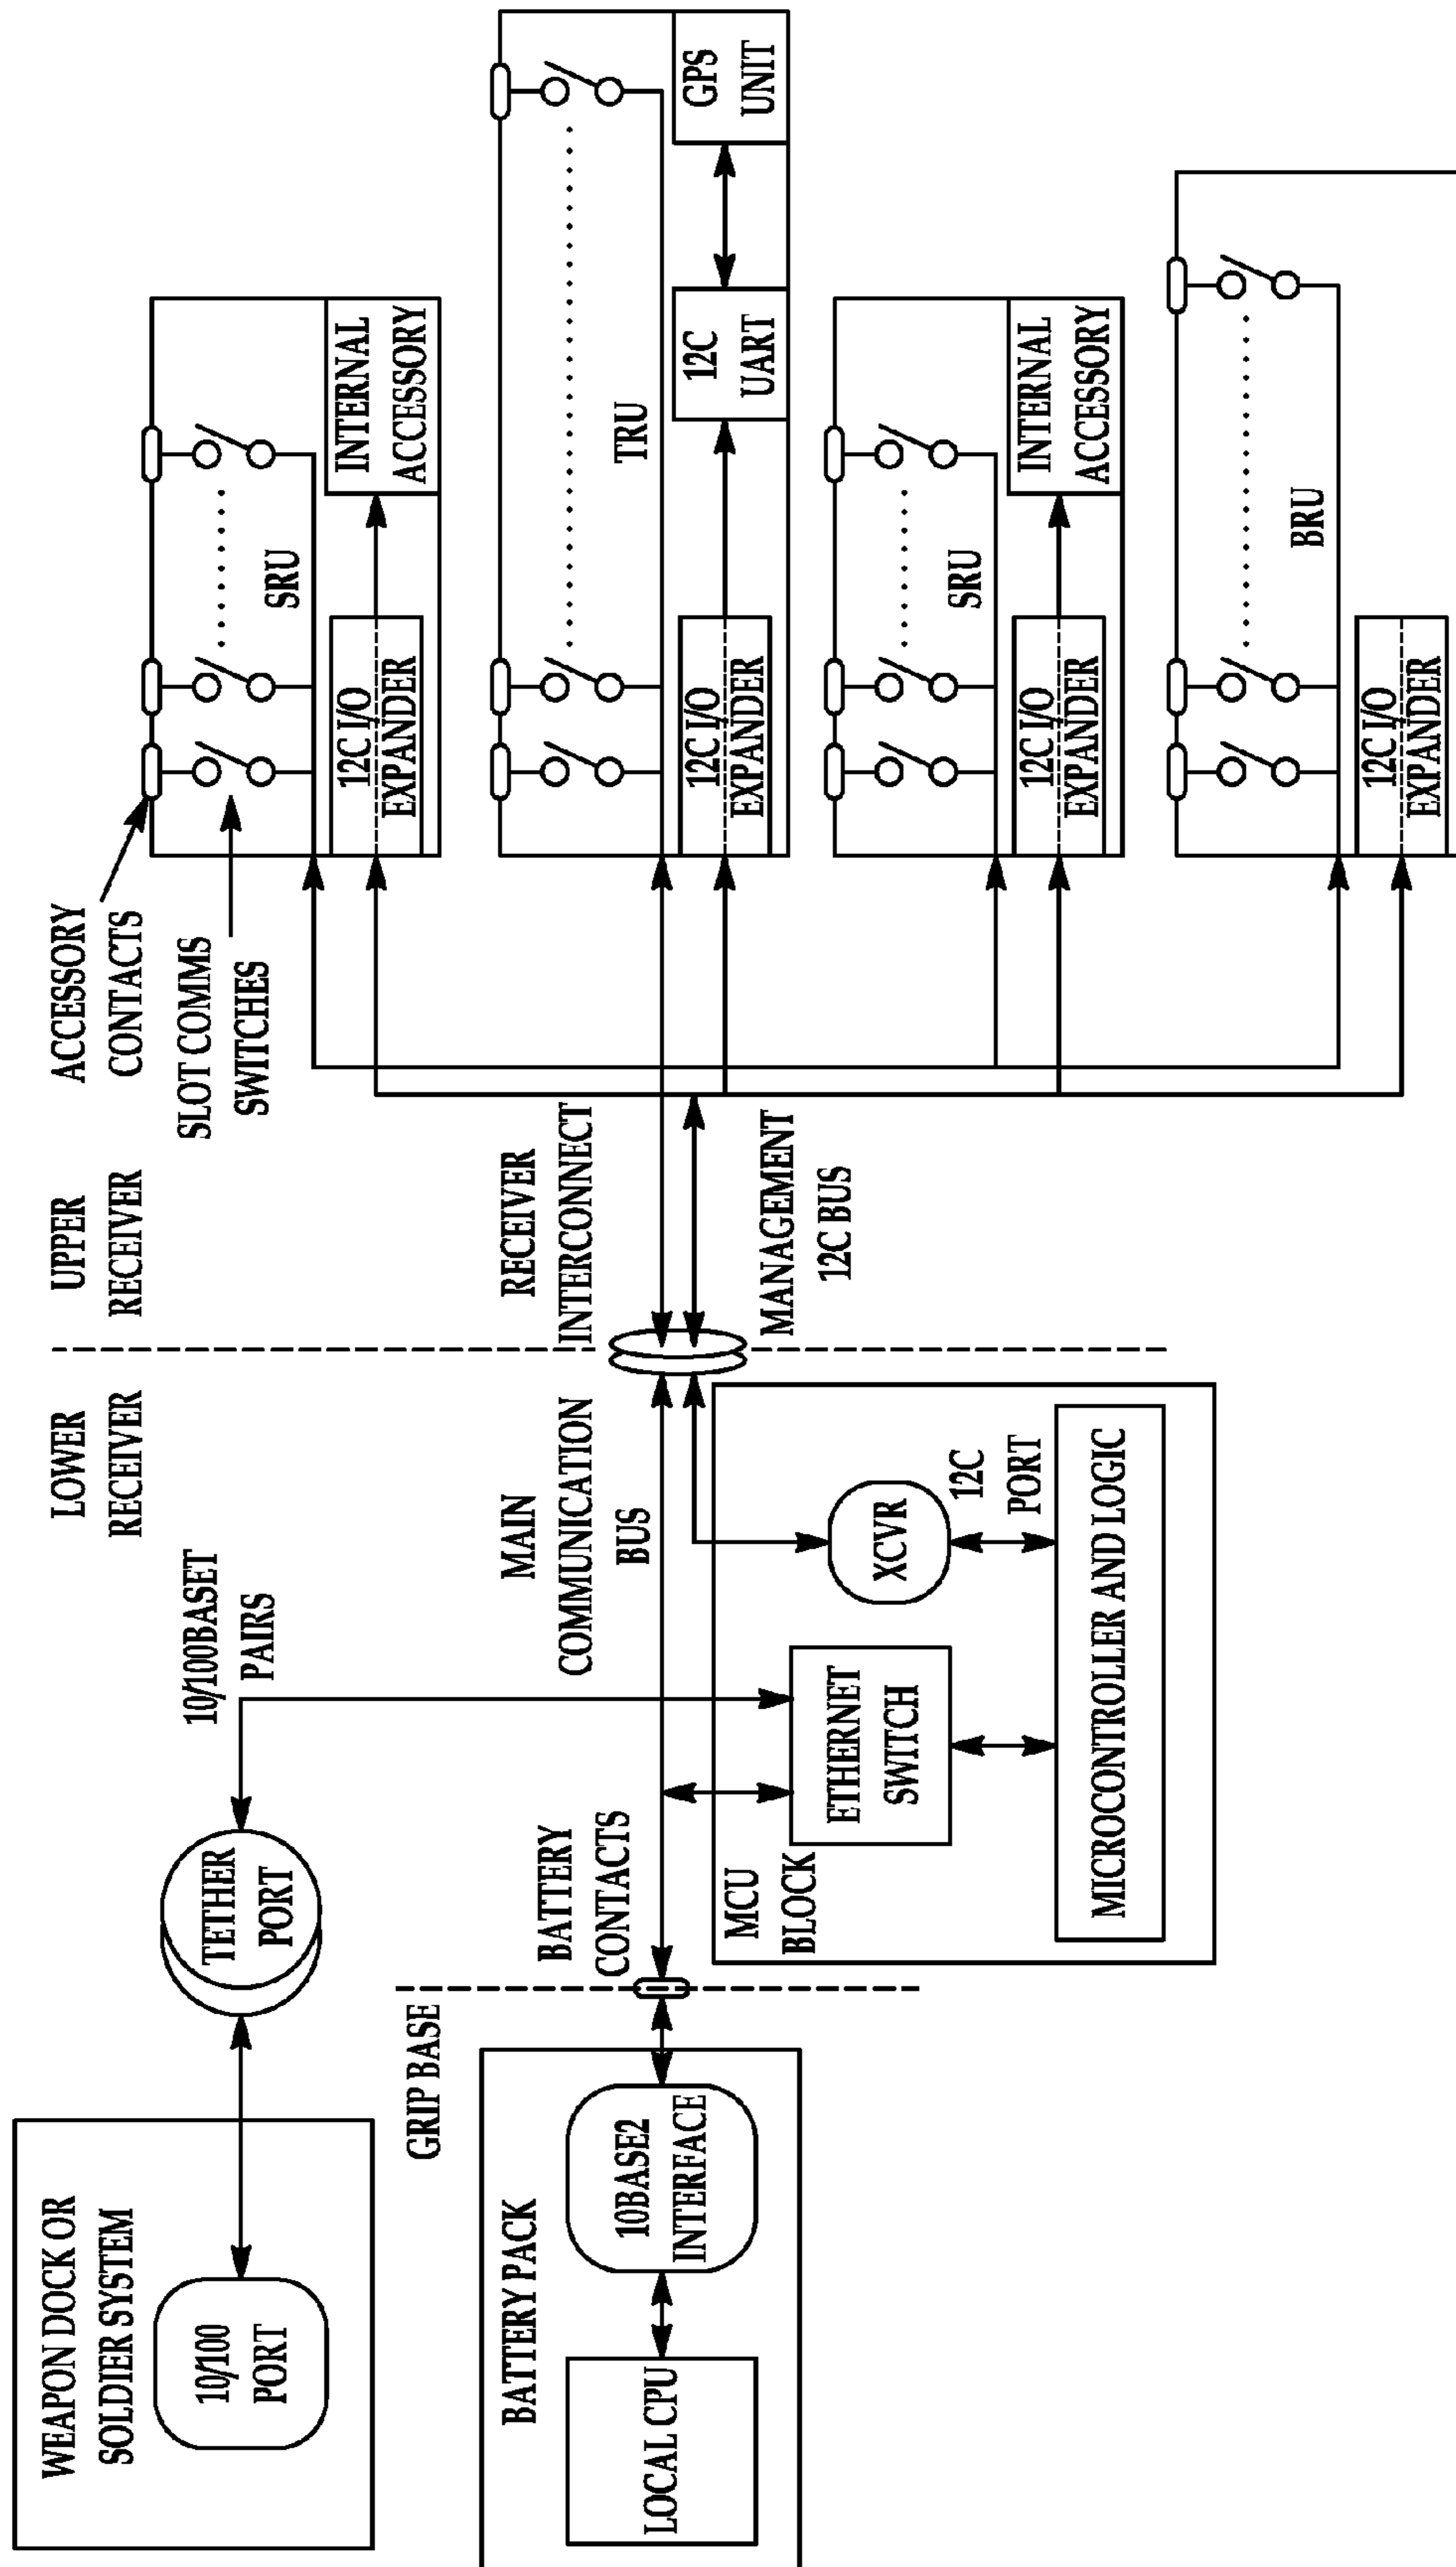 WEAPON DOCK OR
SOLDIER SYSTEM
10/100
PORT
TETHER
PORT
10/100BASET
PAIRS
LOWER
RECEIVER
UPPER
RECEIVER
ACCESSORY
CONTACTS
SLOT COMMS
SWITCHES
SRU
12C I/O
EXPANDER
INTERNAL
ACCESSORY
GRIP BASE
BATTERY PACK
LOCAL CPU
10BASE2
INTERFACE
BATTERY
CONTACTS
MAIN
COMMUNICATION
BUS
RECEIVER
INTERCONNECT
MANAGEMENT
12C BUS
TRU
12C I/O
EXPANDER
12C
UART
GPS
UNIT
MCU
BLOCK
ETHERNET
SWITCH
XCVR
12C
PORT
MICROCONTROLLER AND LOGIC
SRU
12C I/O
EXPANDER
INTERNAL
ACCESSORY
BRU
12C I/O
EXPANDER